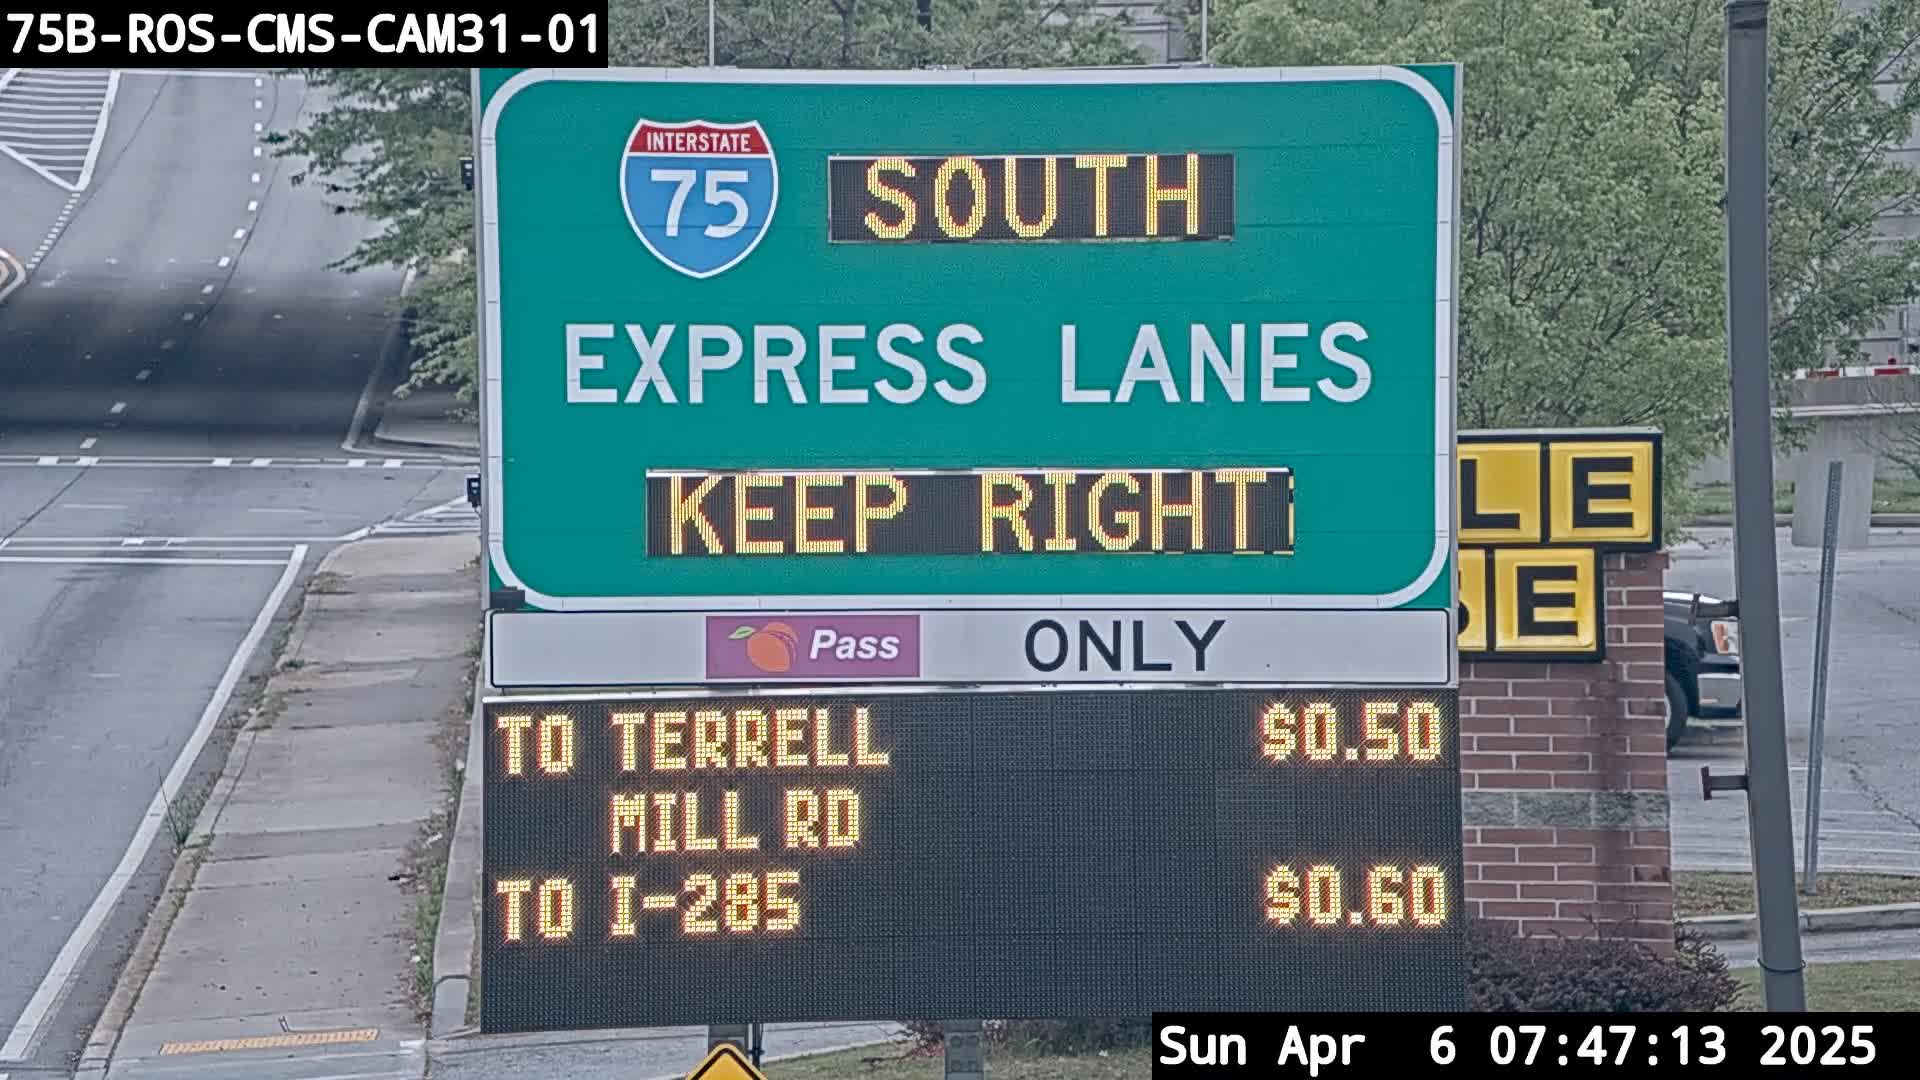 75B-ROS-CMS-CAM31-01
INTERSTATE
75
SOUTH
EXPRESS LANES
KEEP RIGHT
LE
E
Pass ONLY
TO TERRELL $0.50
MILL RD
TO I-285 $0.60
Sun Apr 6 07:47:13 2025